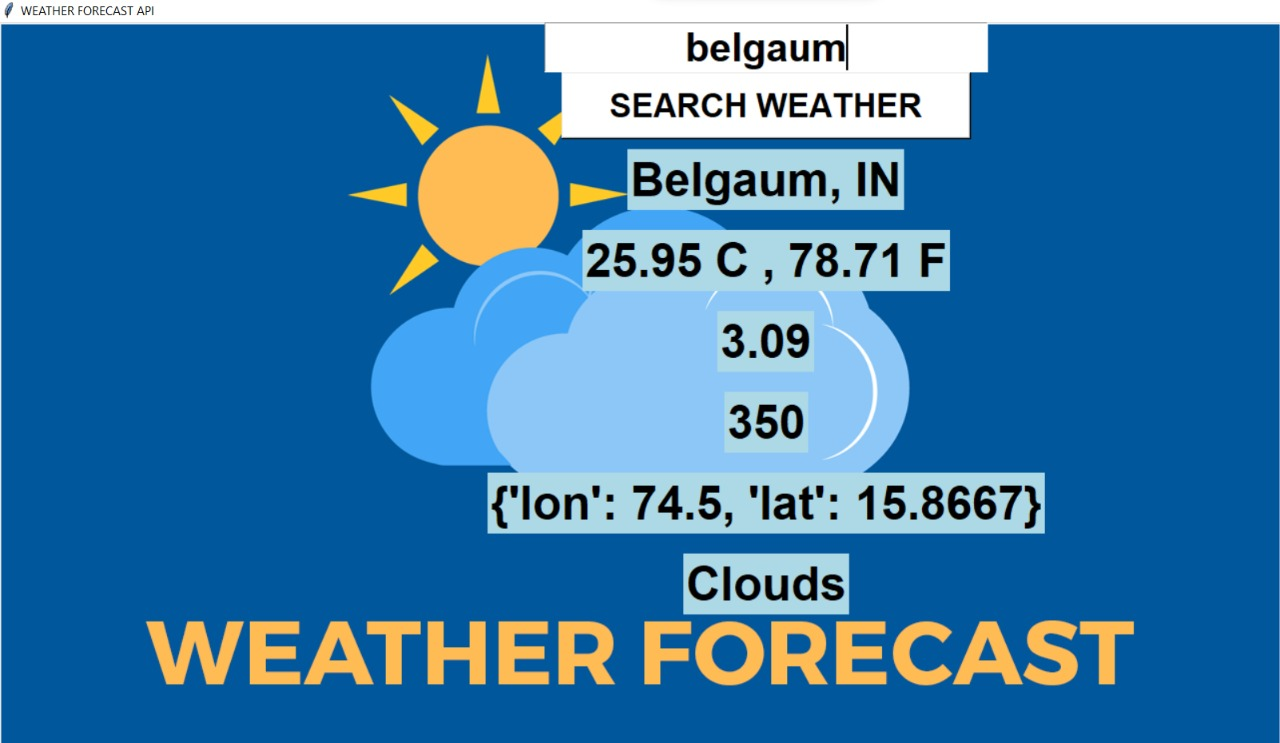 WEATHER FORECAST API
belgaum
SEARCH WEATHER
Belgaum, IN
25.95 C , 78.71 F
3.09
350
{'lon': 74.5, 'lat': 15.8667}
Clouds
WEATHER FORECAST